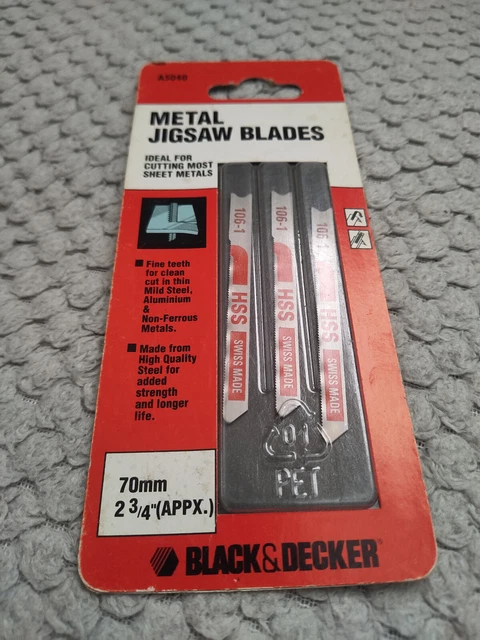 A5040
METAL
JIGSAW BLADES
IDEAL FOR
CUTTING MOST
SHEET METALS
■ Fine teeth
for clean
cut in thin
Mild Steel,
Aluminium
&
Non-Ferrous
Metals.
■ Made from
High Quality
Steel for
added
strength
and longer
life.
106-1
HSS
SWISS MADE
106-1
HSS
SWISS MADE
106-1
HSS
SWISS MADE
01
PET
70mm
2 3/4"(APPX.)
BLACK&DECKER